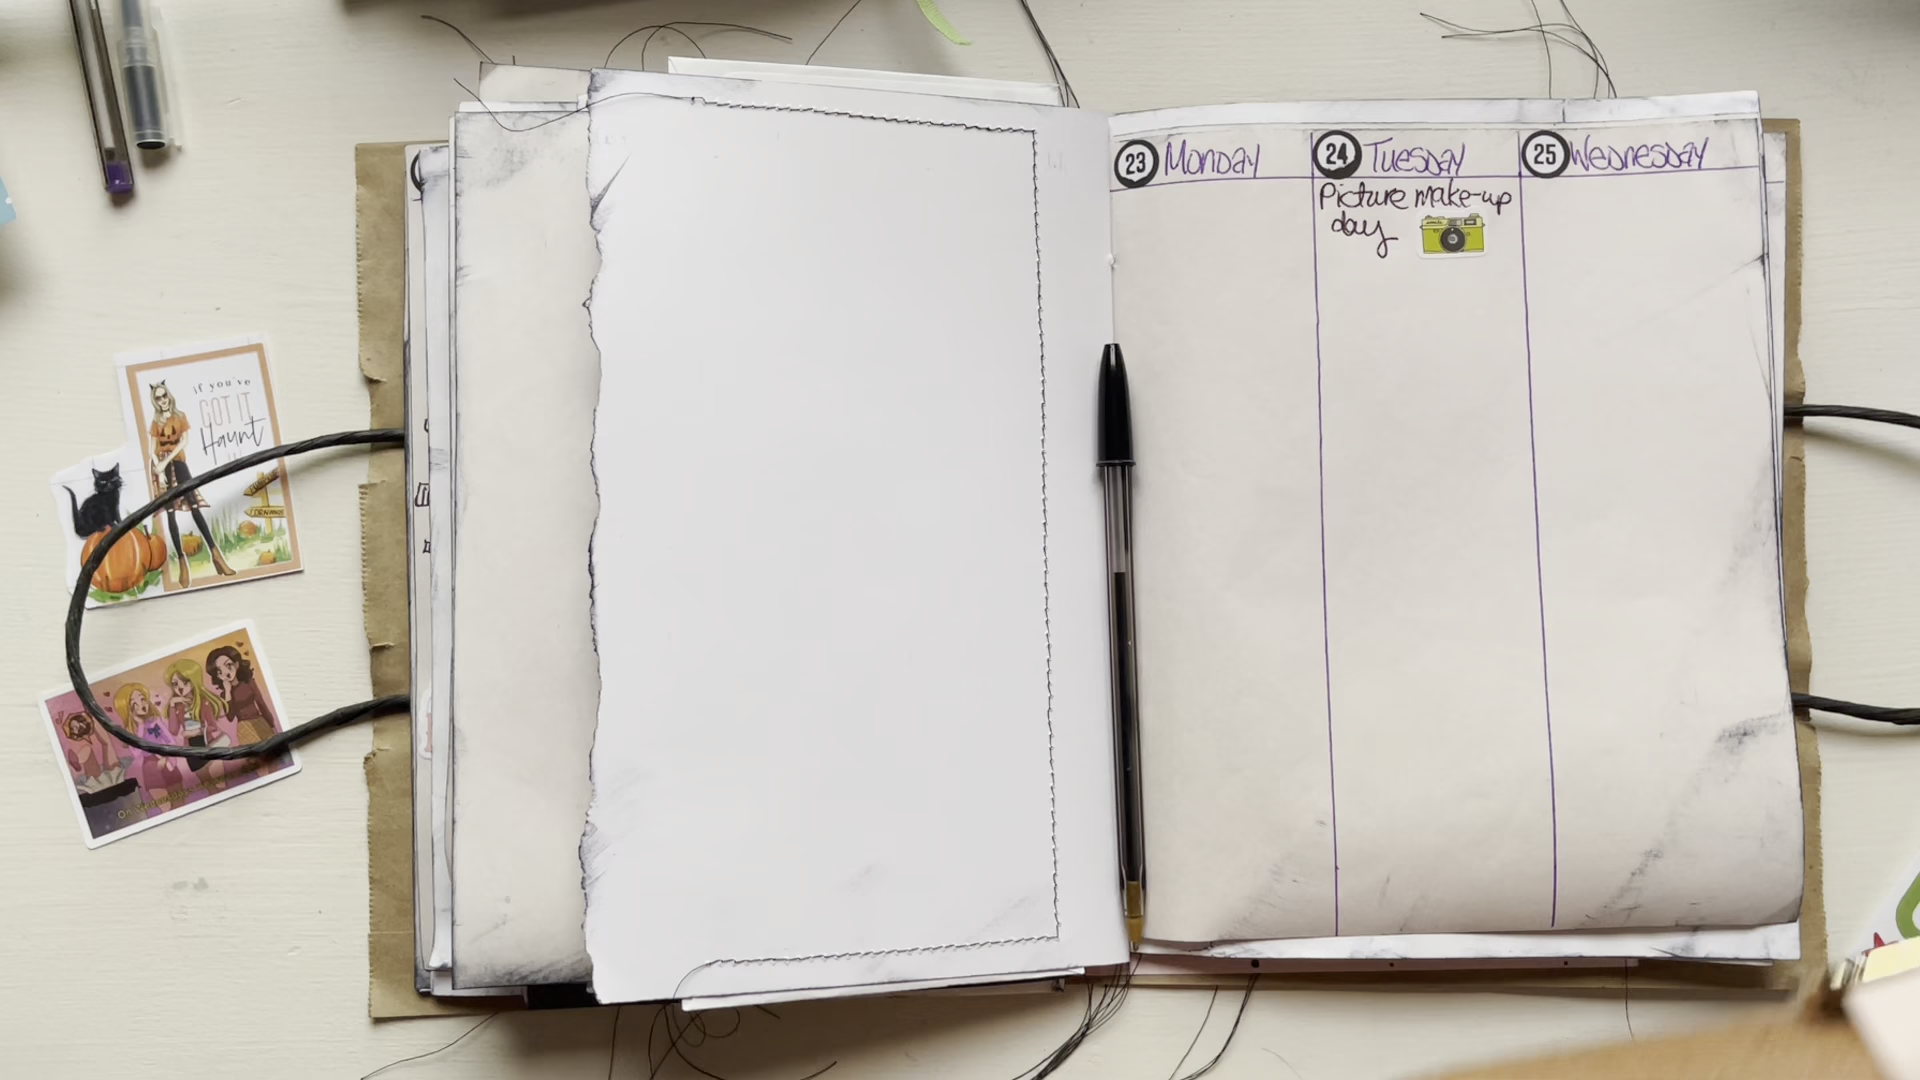 23 Monday
24 Tuesday
25 Wednesday
Picture make-up
day
if you've
GOT IT
Haunt